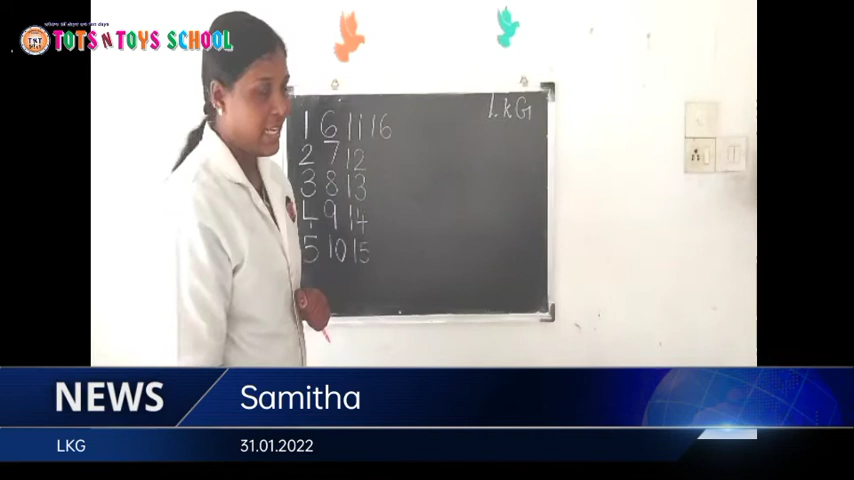 TOTS N TOYS SCHOOL
TNT
LKG
1 6 11 16
2 7 12
3 8 13
4 9 14
5 10 15
NEWS
Samitha
LKG
31.01.2022